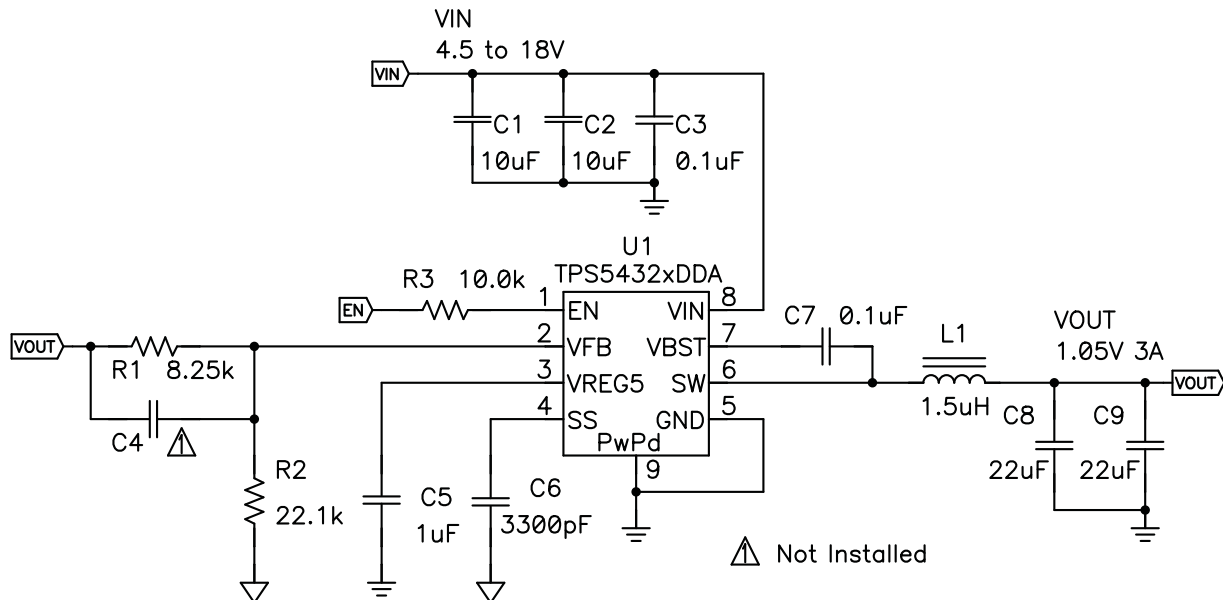 VIN
4.5 to 18V
VIN
C1
10uF
C2
10uF
C3
0.1uF
U1
TPS5432xDDA
R3 10.0k
EN
1
EN
VIN
8
C7
0.1uF
VOUT
R1
8.25k
2
VFB
VBST
7
L1
1.5uH
VOUT
1.05V 3A
VOUT
3
VREG5
SW
6
4
SS
GND
5
PwPd
9
C4
1
R2
22.1k
C5
1uF
C6
3300pF
C8
22uF
C9
22uF
1 Not Installed